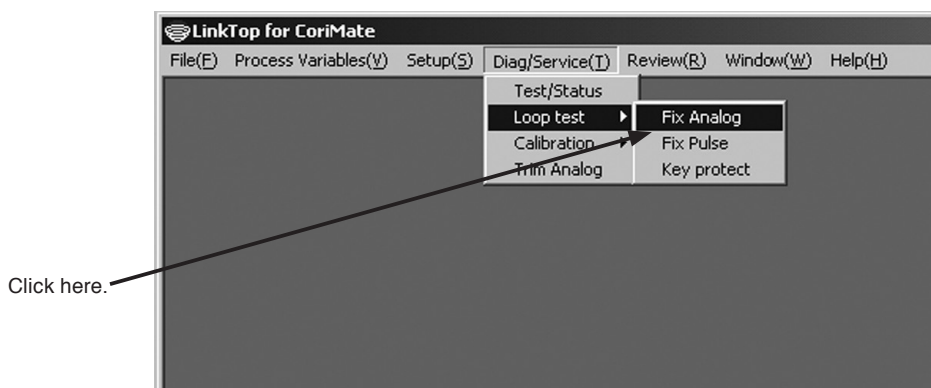 LinkTop for CoriMate
File(F) Process Variables(V) Setup(S) Diag/Service(T) Review(R) Window(W) Help(H)
Test/Status
Loop test Fix Analog
Calibration Fix Pulse
Trim Analog Key protect
Click here.